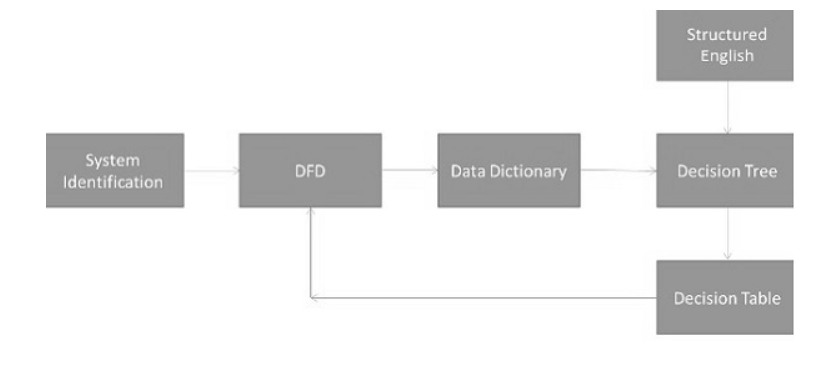 Structured
English
System
Identification
DFD
Data Dictionary
Decision Tree
Decision Table